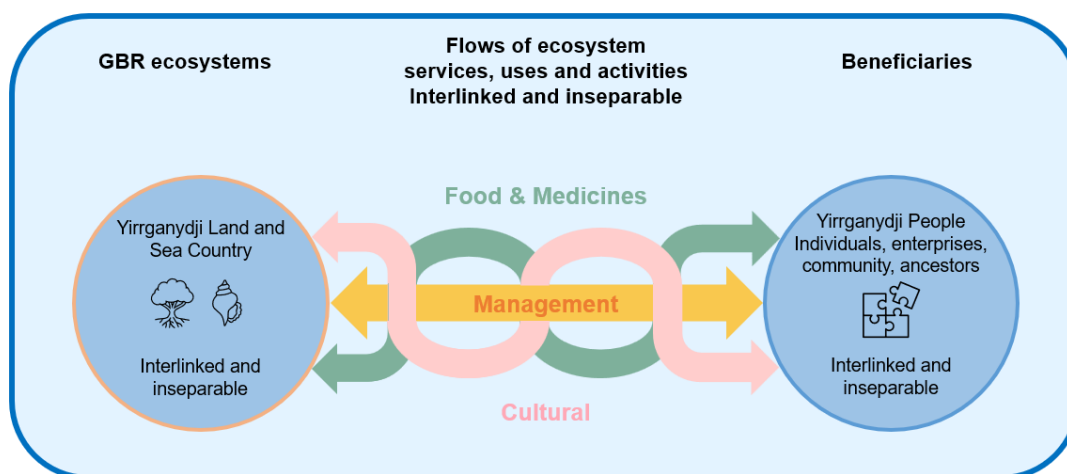 GBR ecosystems
Flows of ecosystem
services, uses and activities
Interlinked and inseparable
Beneficiaries
Food & Medicines
Yirrganydji Land and
Sea Country
Interlinked and
inseparable
Management
Yirrganydji People
Individuals, enterprises,
community, ancestors
Interlinked and
inseparable
Cultural